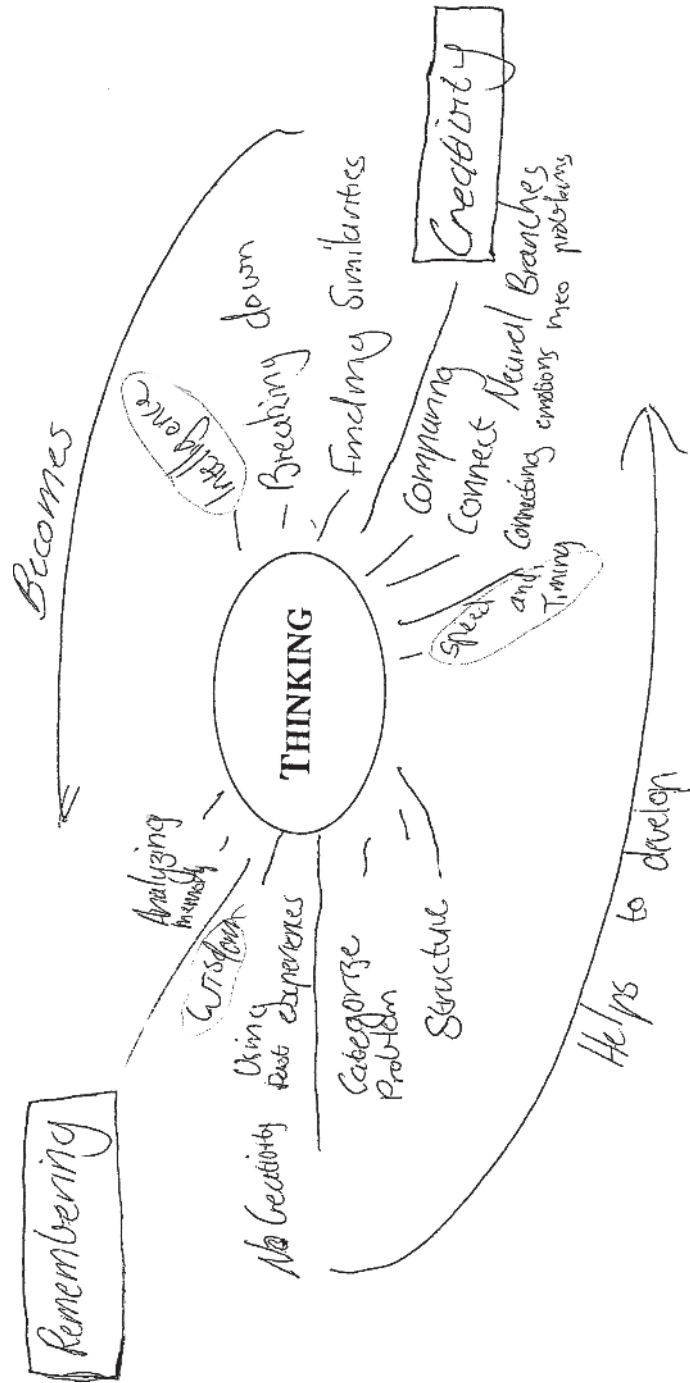 Remembering
Becomes
Analyzing
memory
Wisdom
Using
Past experiences
No Creativity
Categorize
Problem
Structure
THINKING
Intelligence
Breaking down
Finding Similarities
Creativity
Comparing
Connect Neural Branches
Connecting emotions into problems
Speed
and
Timing
Helps to develop